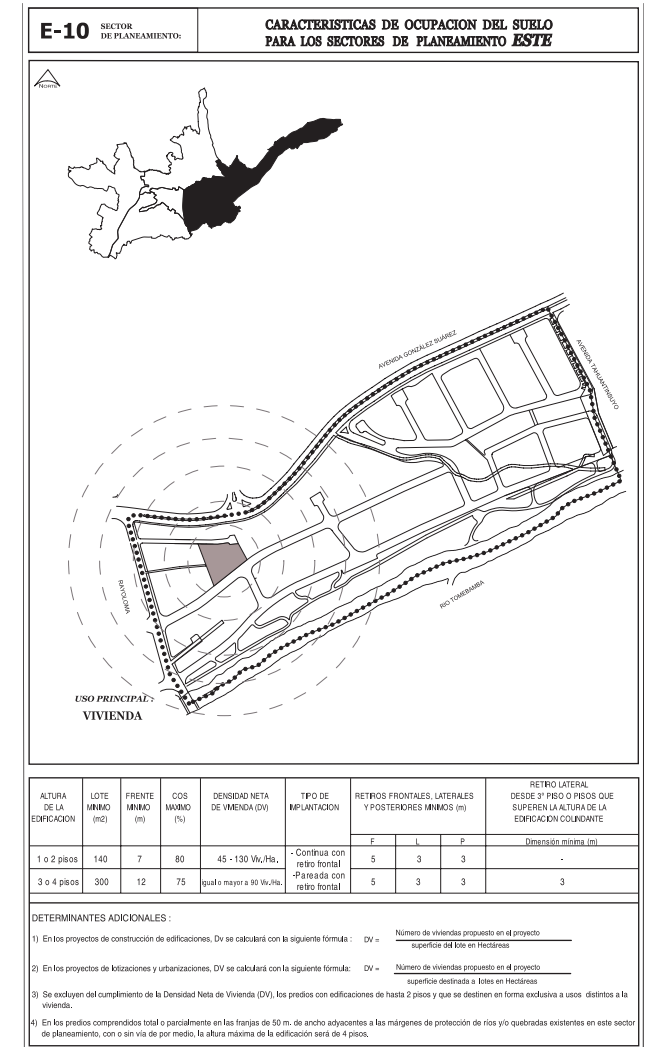 E-10 SECTOR
DE PLANEAMIENTO:
CARACTERISTICAS DE OCUPACION DEL SUELO
PARA LOS SECTORES DE PLANEAMIENTO ESTE
NORTE
AVENIDA GONZÁLEZ SUÁREZ
AVENIDA TAHUANTINSUYO
RAYOLOMA
RIO TOMEBAMBA
USO PRINCIPAL :
VIVIENDA
ALTURA
DE LA
EDIFICACION
LOTE
MINIMO
(m2)
FRENTE
MINIMO
(m)
COS
MAXIMO
(%)
DENSIDAD NETA
DE VIMENDA (DV)
TIPO DE
IMPLANTACION
RETIROS FRONTALES, LATERALES
Y POSTERIORES MINIMOS (m)
RETIRO LATERAL
DESDE 3º PISO O PISOS QUE
SUPEREN LA ALTURA DE LA
EDIFICACION COLINDANTE
F L P Dimensión mínima (m)
1 o 2 pisos 140 7 80 45 - 130 Viv./Ha. - Continua con
retiro frontal 5 3 3 -
3 o 4 pisos 300 12 75 igual o mayor a 90 Viv./Ha. -Pareada con
retiro frontal 5 3 3 3
DETERMINANTES ADICIONALES :
1) En los proyectos de construcción de edificaciones, Dv se calculará con la siguiente fórmula : DV = Número de viviendas propuesto en el proyecto
superficie del lote en Hectáreas
2) En los proyectos de lotizaciones y urbanizaciones, DV se calculará con la siguiente fórmula: DV = Número de viviendas propuesto en el proyecto
superficie destinada a lotes en Hectáreas
3) Se excluyen del cumplimiento de la Densidad Neta de Vivienda (DV), los predios con edificaciones de hasta 2 pisos y que se destinen en forma exclusiva a usos distintos a la
vivienda.
4) En los predios comprendidos total o parcialmente en las franjas de 50 m. de ancho adyacentes a las márgenes de protección de ríos y/o quebradas existentes en este sector
de planeamiento, con o sin vía de por medio, la altura máxima de la edificación será de 4 pisos.